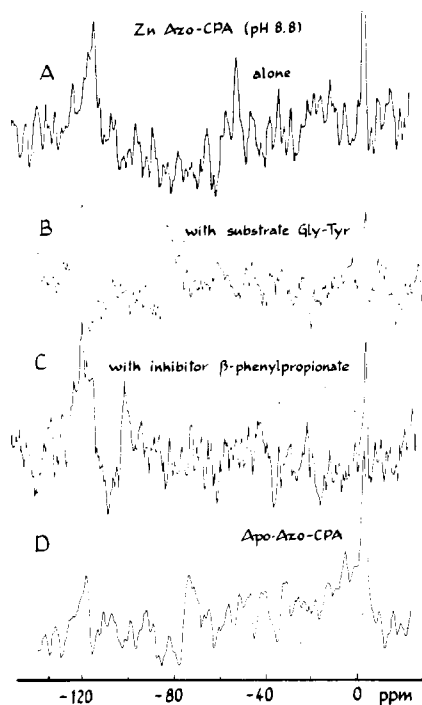 Zn Azo-CPA (pH 8.8)
A
alone
B
with substrate Gly-Tyr
C
with inhibitor β-phenylpropionate
D
Apo-Azo-CPA
-120 -80 -40 0 ppm